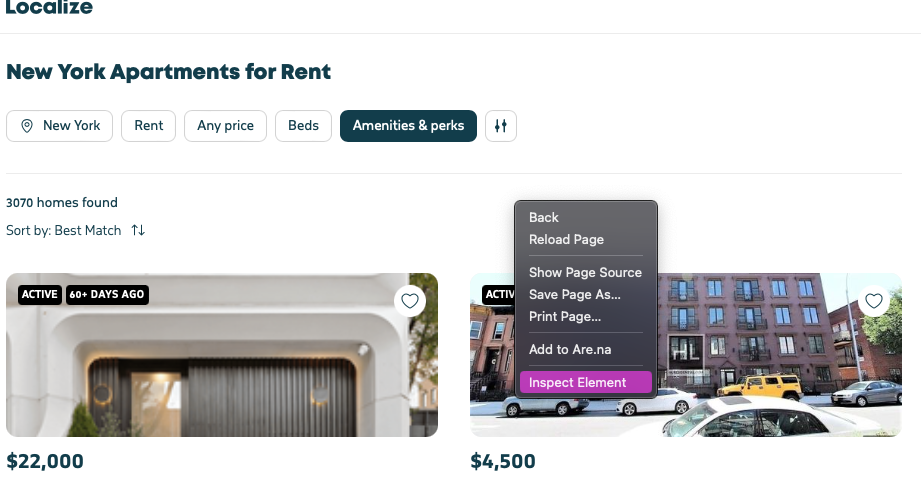 Localize
New York Apartments for Rent
New York
Rent
Any price
Beds
Amenities & perks
3070 homes found
Sort by: Best Match
Back
Reload Page
Show Page Source
Save Page As...
Print Page...
Add to Are.na
Inspect Element
ACTIVE
60+ DAYS AGO
HL
$22,000
$4,500